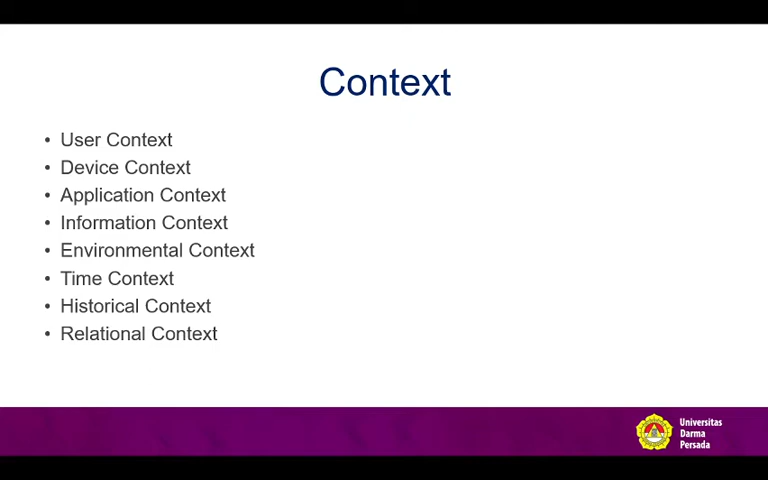 Context
• User Context
• Device Context
• Application Context
• Information Context
• Environmental Context
• Time Context
• Historical Context
• Relational Context
Universitas
Darma
Persada